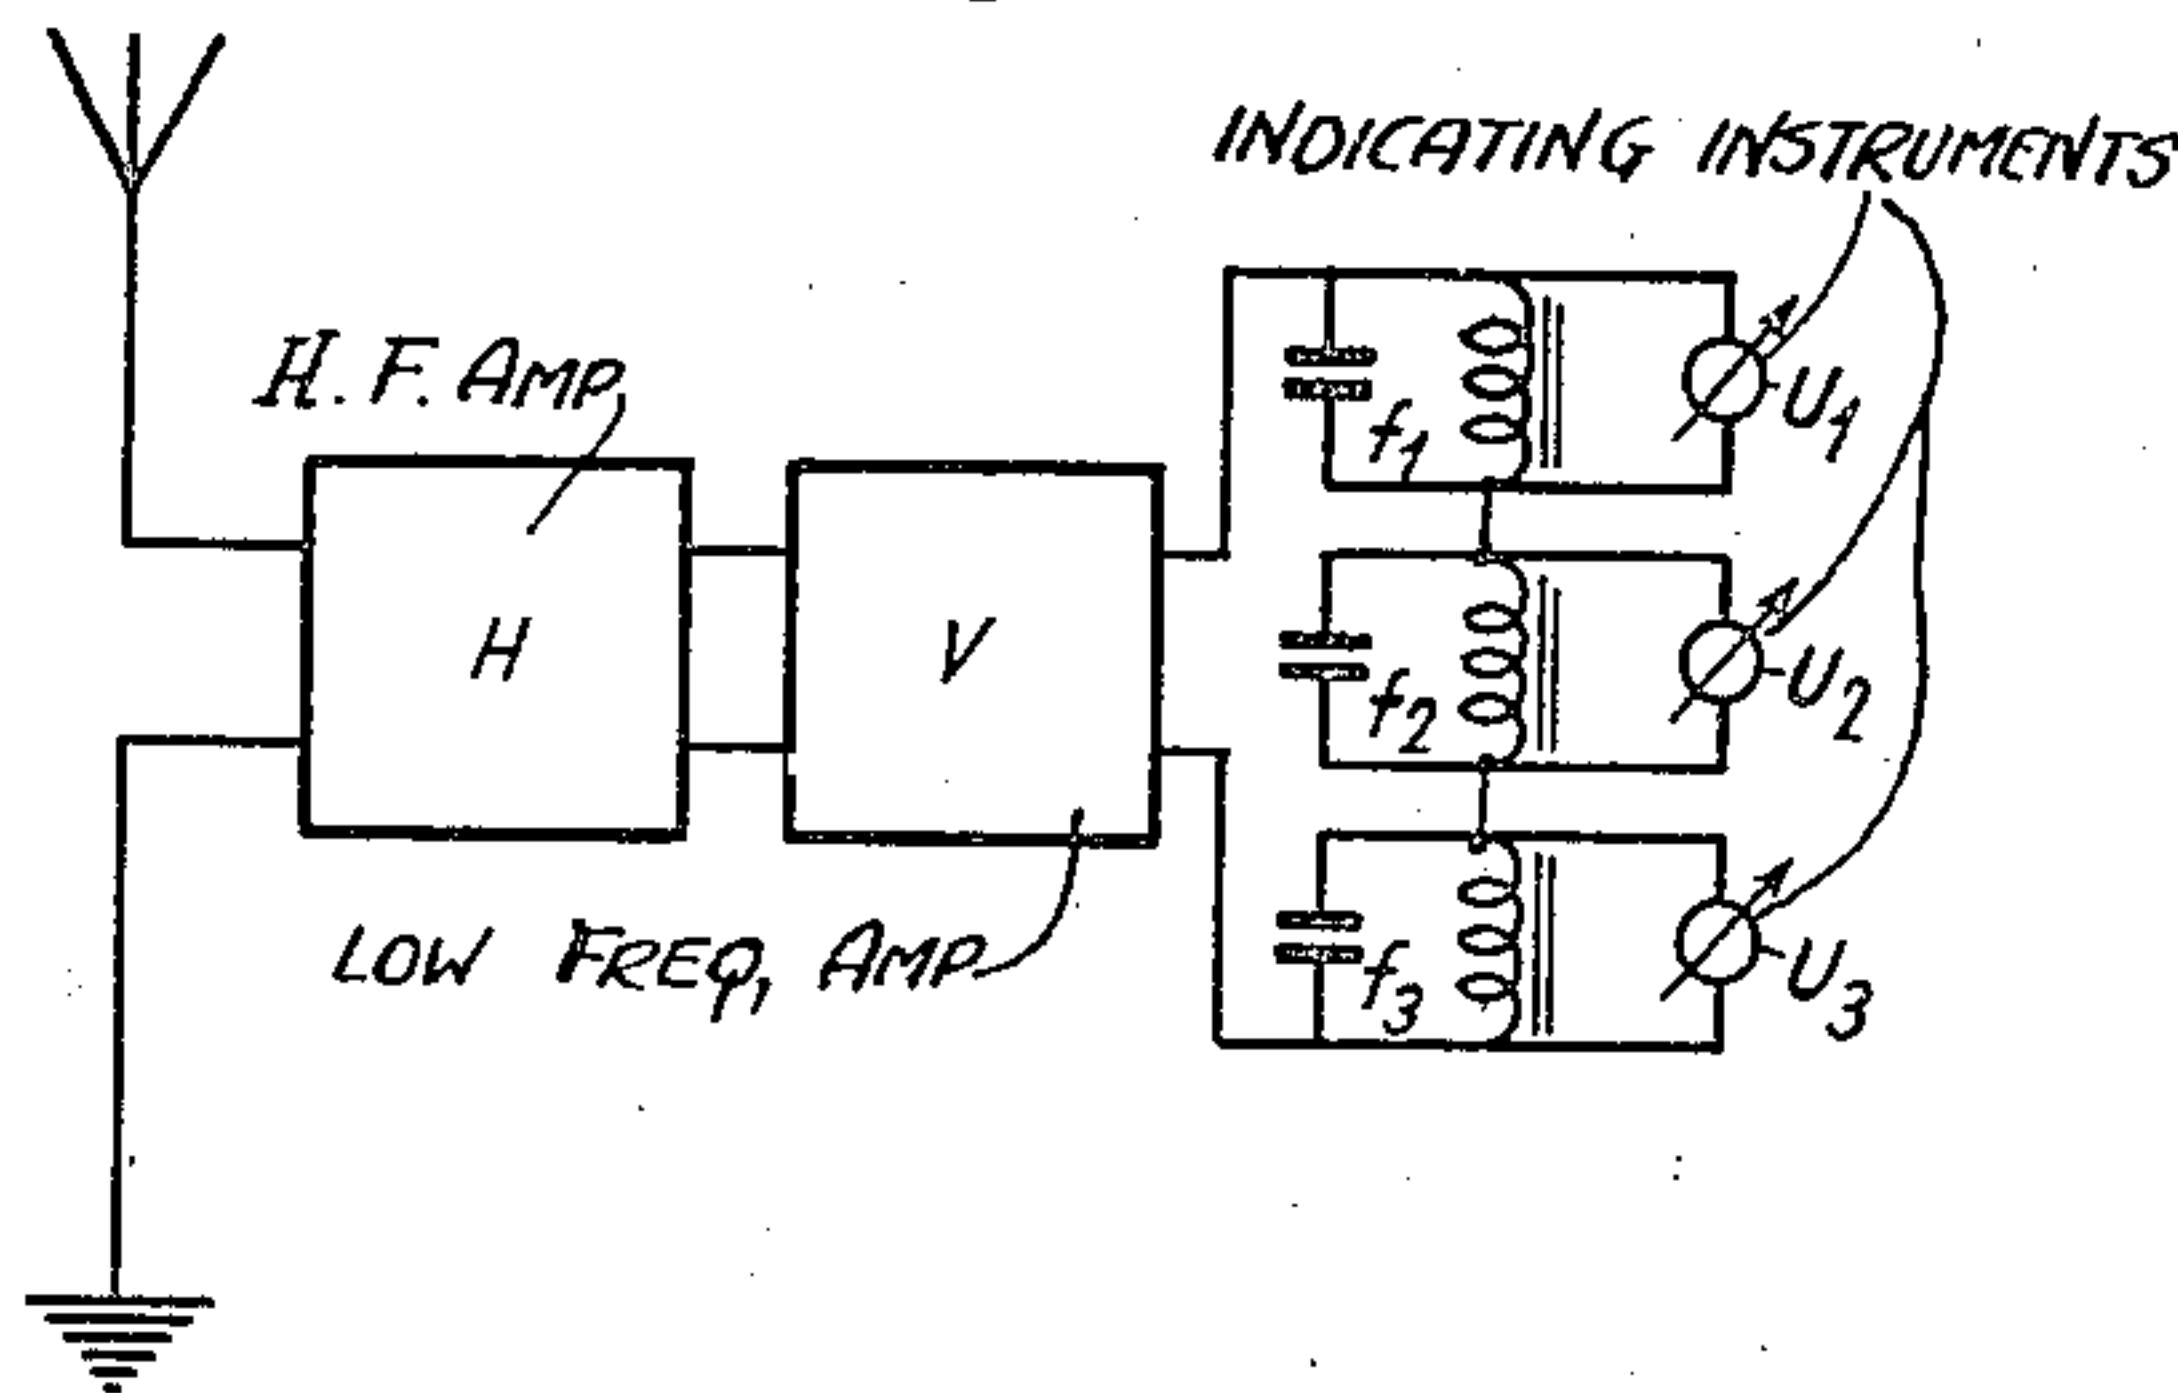 INDICATING INSTRUMENTS
H. F. AMP,
H
V
LOW FREQ, AMP
f1
U1
f2
U2
f3
U3